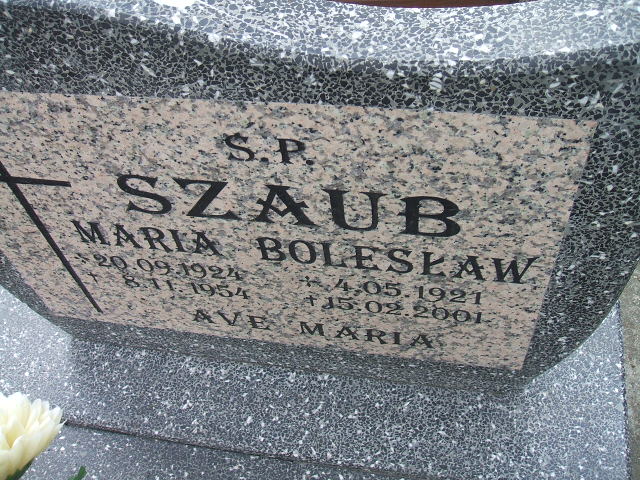 Ś.P.
SZAUB
MARIA BOLESŁAW
* 20.09.1924 * 4.05.1921
† 8.11.1954 † 15.02.2001
AVE MARIA